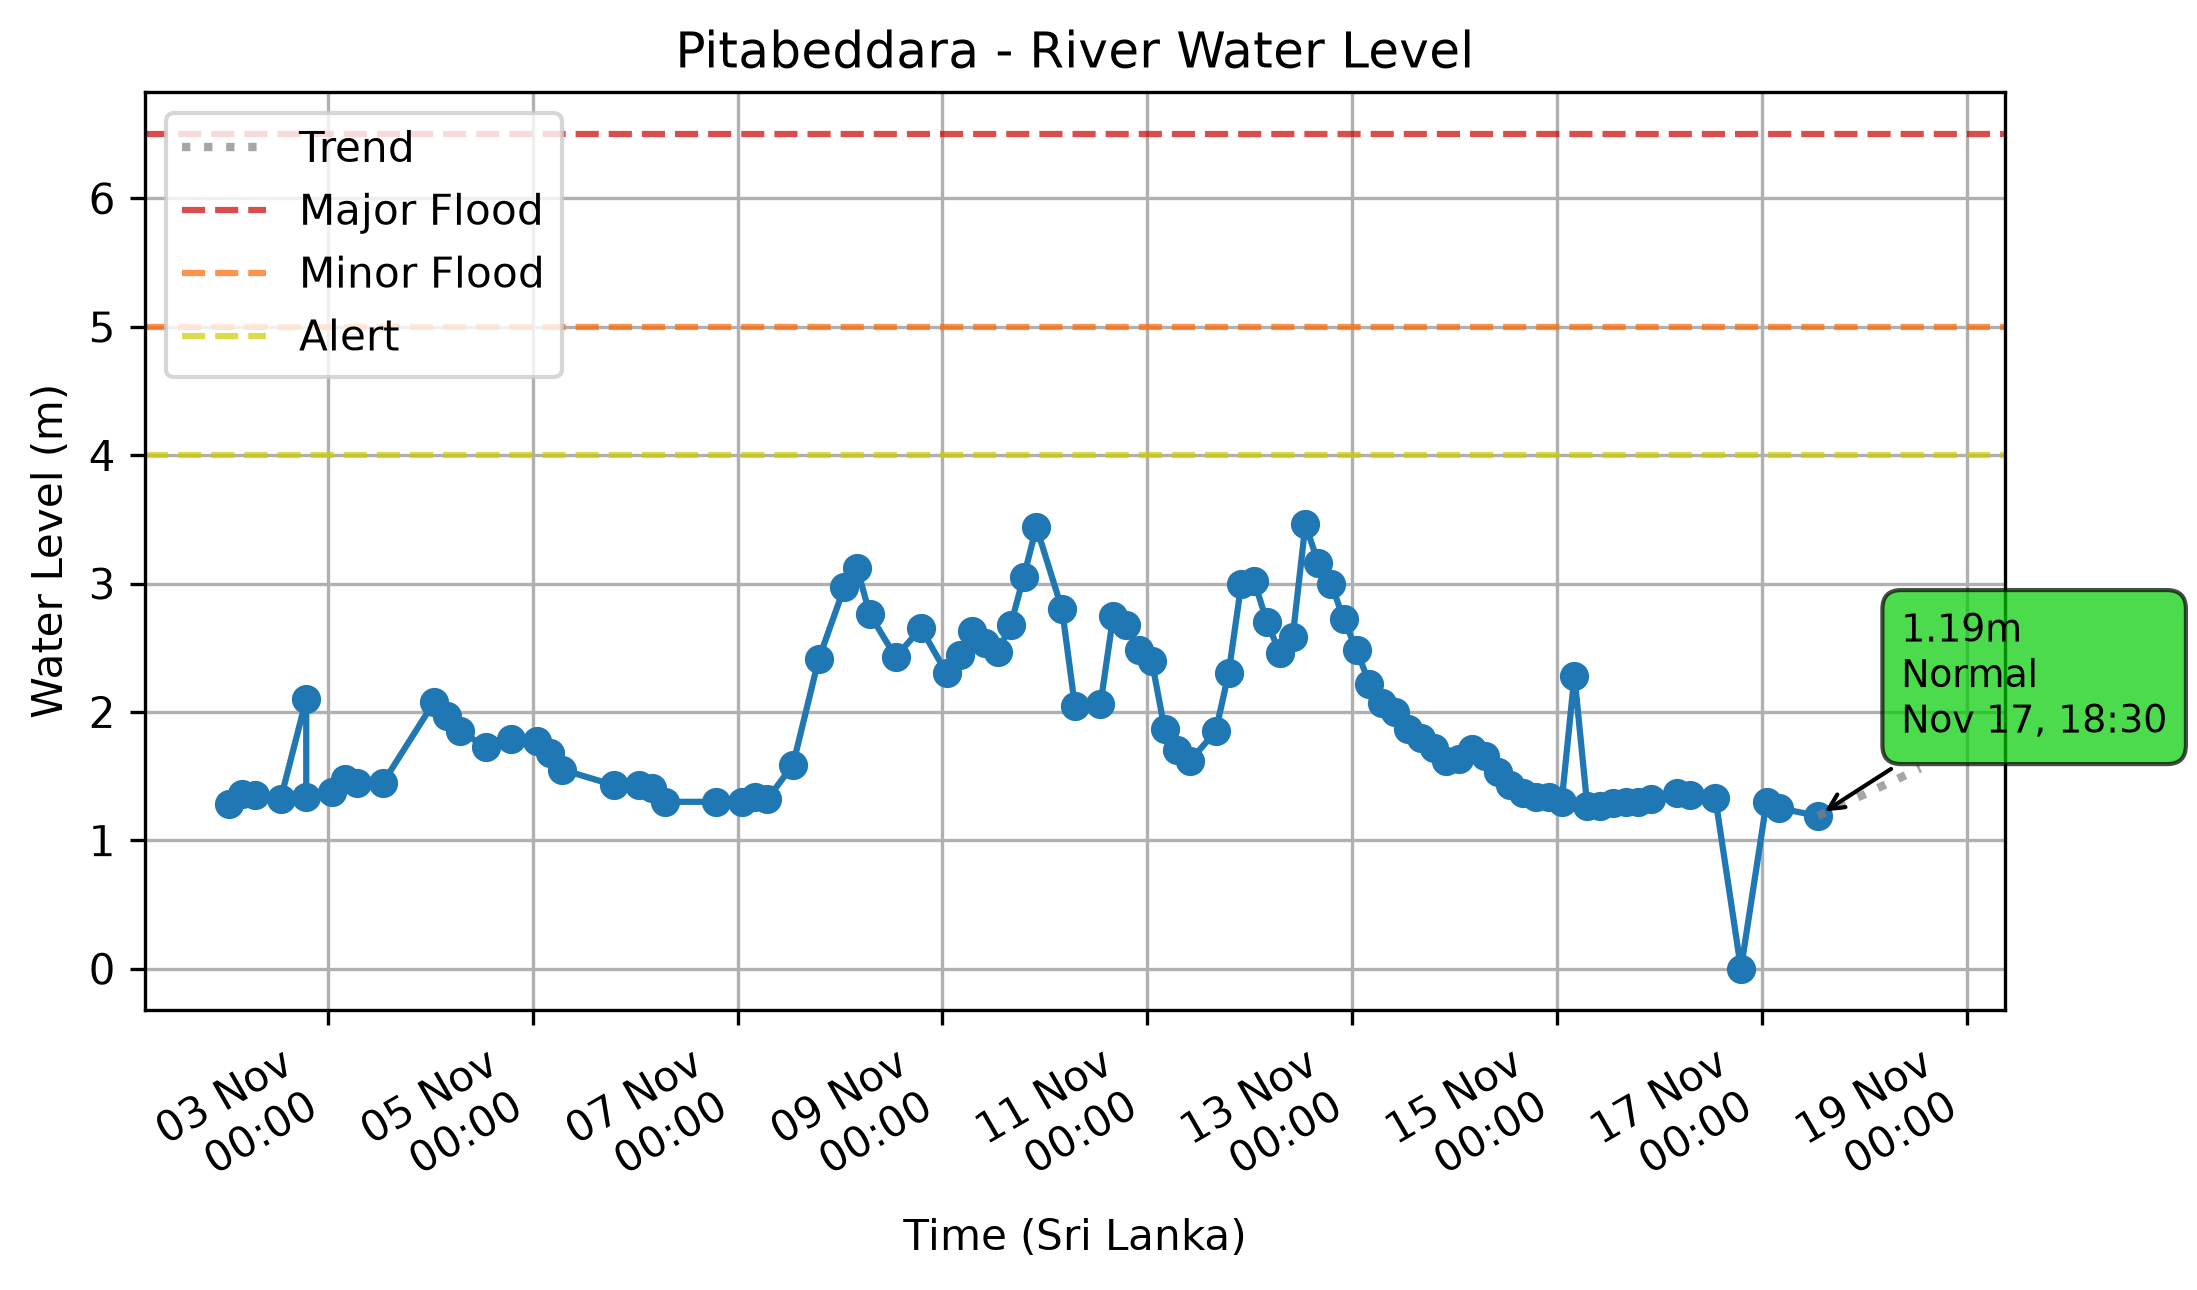 Pitabeddara - River Water Level
Trend
Major Flood
Minor Flood
Alert
6
5
4
3
2
1
0
Water Level (m)
1.19m
Normal
Nov 17, 18:30
03 Nov
00:00
05 Nov
00:00
07 Nov
00:00
09 Nov
00:00
11 Nov
00:00
13 Nov
00:00
15 Nov
00:00
17 Nov
00:00
19 Nov
00:00
Time (Sri Lanka)